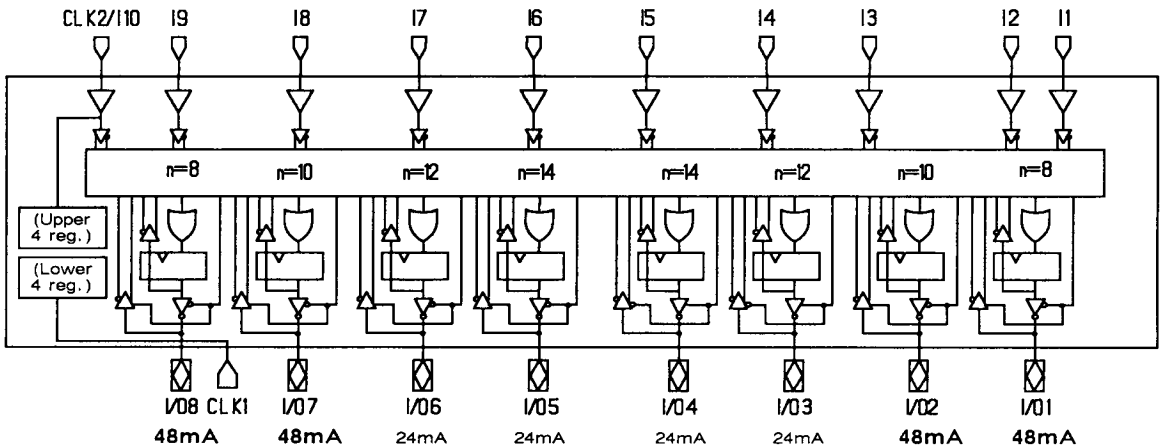 CLK2/I10 I9 I8 I7 I6 I5 I4 I3 I2 I1
n=8 n=10 n=12 n=14 n=14 n=12 n=10 n=8
(Upper
4 reg.)
(Lower
4 reg.)
I/O8 CLK1 I/O7 I/O6 I/O5 I/O4 I/O3 I/O2 I/O1
48mA 48mA 24mA 24mA 24mA 24mA 48mA 48mA